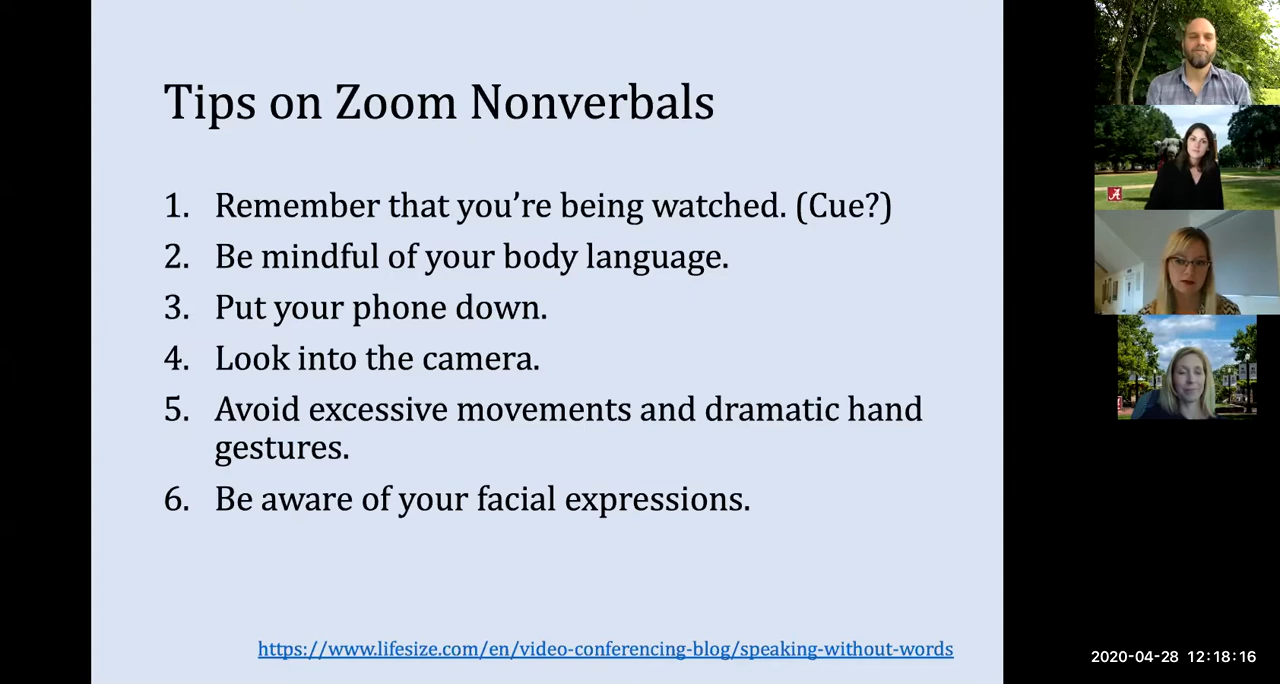 Tips on Zoom Nonverbals
1. Remember that you're being watched. (Cue?)
2. Be mindful of your body language.
3. Put your phone down.
4. Look into the camera.
5. Avoid excessive movements and dramatic hand
gestures.
6. Be aware of your facial expressions.
https://www.lifesize.com/en/video-conferencing-blog/speaking-without-words
A
2020-04-28 12:18:16